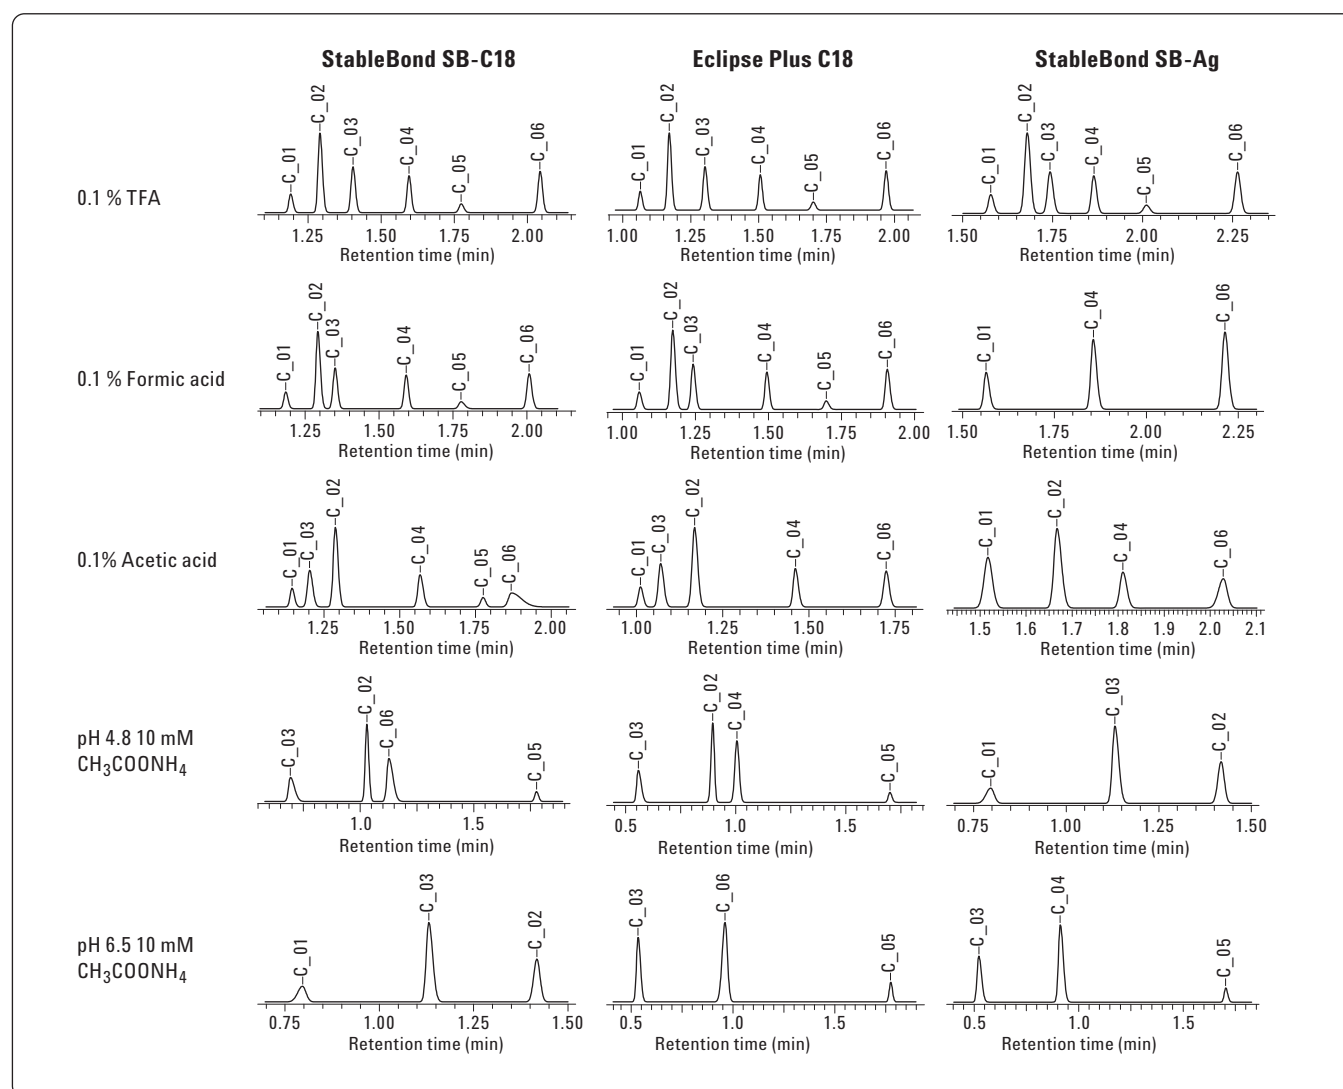 StableBond SB-C18 Eclipse Plus C18 StableBond SB-Ag
0.1 % TFA
C_01 C_02 C_03 C_04 C_05 C_06
1.25 1.50 1.75 2.00
Retention time (min)
C_01 C_02 C_03 C_04 C_05 C_06
1.00 1.25 1.50 1.75 2.00
Retention time (min)
C_01 C_02 C_03 C_04 C_05 C_06
1.50 1.75 2.00 2.25
Retention time (min)
0.1 % Formic acid
C_01 C_02 C_03 C_04 C_05 C_06
1.25 1.50 1.75 2.00
Retention time (min)
C_01 C_02 C_03 C_04 C_05 C_06
1.00 1.25 1.50 1.75 2.00
Retention time (min)
C_01 C_04 C_06
1.50 1.75 2.00 2.25
Retention time (min)
0.1% Acetic acid
C_01 C_03 C_02 C_04 C_05 C_06
1.25 1.50 1.75 2.00
Retention time (min)
C_01 C_03 C_02 C_04 C_06
1.00 1.25 1.50 1.75
Retention time (min)
C_01 C_02 C_04 C_06
1.5 1.6 1.7 1.8 1.9 2.0 2.1
Retention time (min)
pH 4.8 10 mM
CH₃COONH₄
C_03 C_02 C_06 C_05
1.0 1.5
Retention time (min)
C_03 C_02 C_04 C_05
0.5 1.0 1.5
Retention time (min)
C_01 C_03 C_02
0.75 1.00 1.25 1.50
Retention time (min)
pH 6.5 10 mM
CH₃COONH₄
C_01 C_03 C_02
0.75 1.00 1.25 1.50
Retention time (min)
C_03 C_06 C_05
0.5 1.0 1.5
Retention time (min)
C_03 C_04 C_05
0.5 1.0 1.5
Retention time (min)